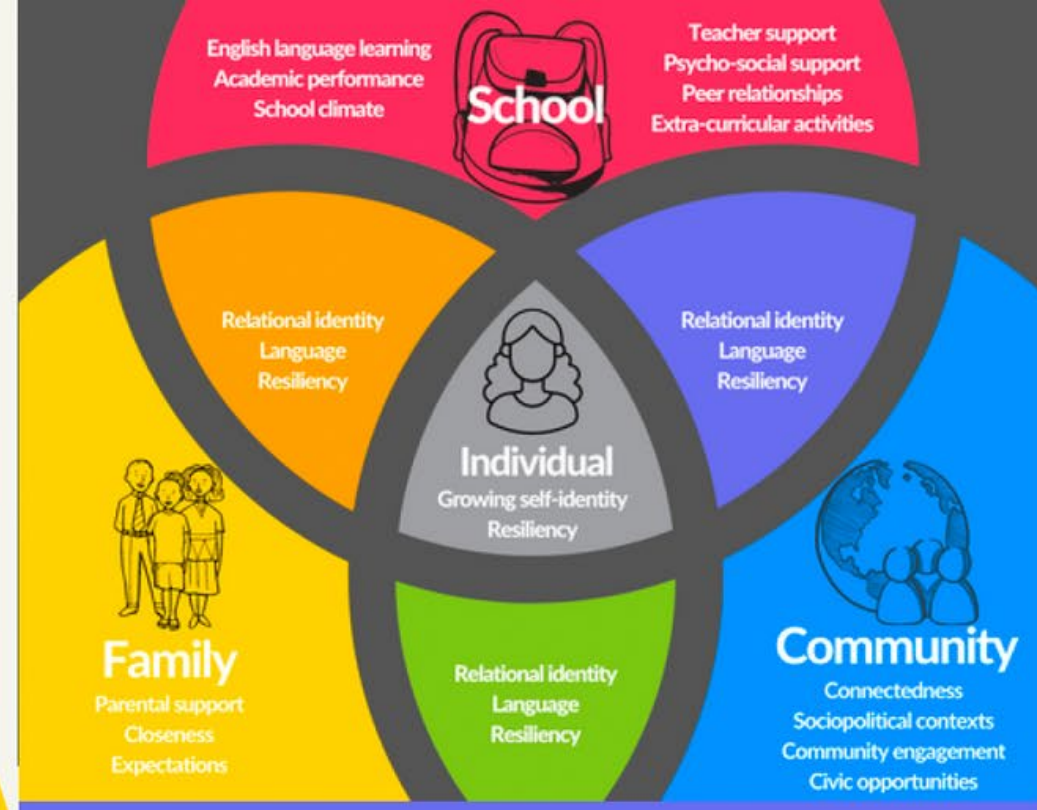 English language learning
Academic performance
School climate
School
Teacher support
Psycho-social support
Peer relationships
Extra-curricular activities
Relational identity
Language
Resiliency
Relational identity
Language
Resiliency
Individual
Growing self-identity
Resiliency
Family
Parental support
Closeness
Expectations
Relational identity
Language
Resiliency
Community
Connectedness
Sociopolitical contexts
Community engagement
Civic opportunities